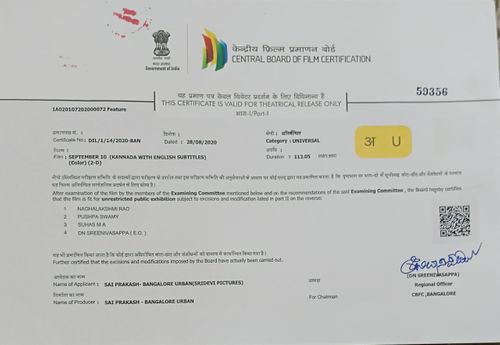 केन्द्रीय फिल्म प्रमाणन बोर्ड
CENTRAL BOARD OF FILM CERTIFICATION
Government of India
59356
यह प्रमाण पत्र केवल थियेटर प्रदर्शन के लिए विधिमान्य है
THIS CERTIFICATE IS VALID FOR THEATRICAL RELEASE ONLY
भाग-I/Part-I
1A02010720200072 Feature
प्रमाणपत्र सं. : दिनांक : श्रेणी :
Certificate No.: DIL/1/14/2020-BAN Dated : 28/08/2020 Category : UNIVERSAL
अ U
Film : SEPTEMBER 10 (KANNADA WITH ENGLISH SUBTITLES) Duration : 113.05
(Color) (2-D)
After examination of the film by the members of the Examining Committee mentioned below and on the recommendations of the said Examining Committee , the Board hereby certifies
that the film is fit for unrestricted public exhibition subject to excisions and modification listed in part II on the reverse:
1 NAGHALAKSHMI RAO
2 PUSHPA SWAMY
3 SUHAS M A
4 DN SREENIVASAPPA ( E.O. )
Further certified that the excisions and modifications imposed by the Board have actually been carried out.
आवेदक का नाम
Name of Applicant : SAI PRAKASH- BANGALORE URBAN(SRIDEVI PICTURES)
निर्माता का नाम
Name of Producer : SAI PRAKASH - BANGALORE URBAN
For Chairman
(DN SREENIVASAPPA)
Regional Officer
CBFC ,BANGALORE